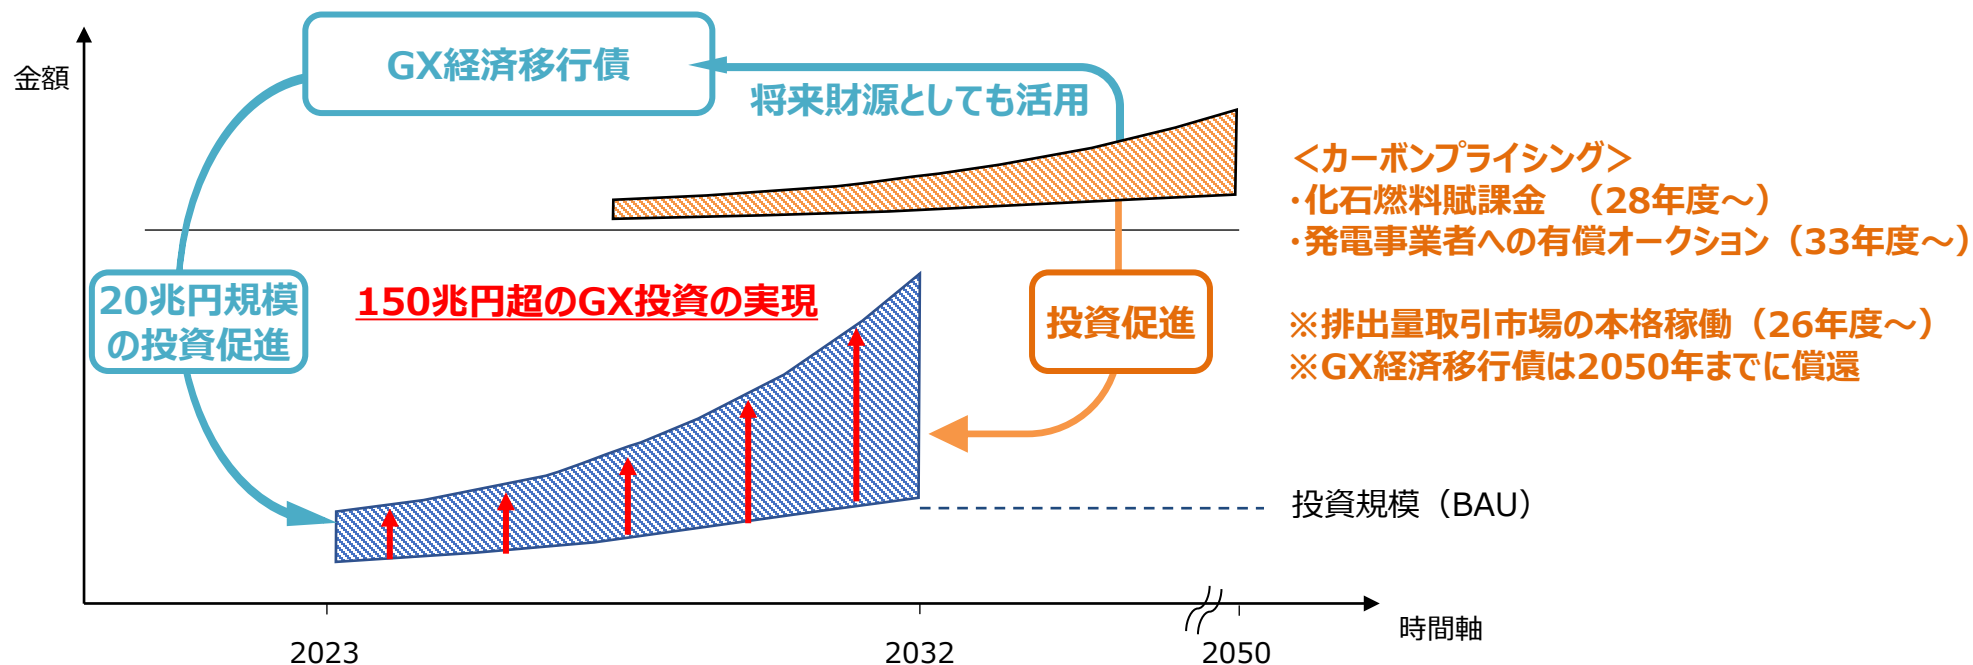 金額
GX経済移行債
将来財源としても活用
20兆円規模
の投資促進
150兆円超のGX投資の実現
投資促進
＜カーボンプライシング＞
・化石燃料賦課金　（28年度～）
・発電事業者への有償オークション（33年度～）
※排出量取引市場の本格稼働（26年度～）
※GX経済移行債は2050年までに償還
投資規模（BAU）
2023
2032
2050
時間軸